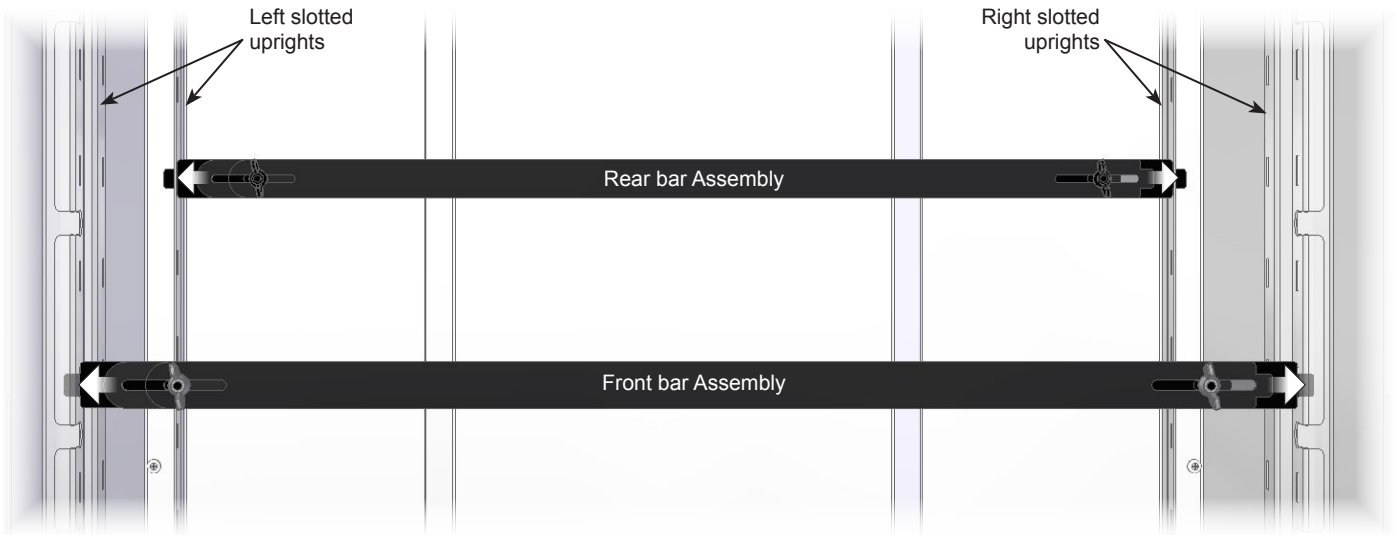 Left slotted
uprights
Right slotted
uprights
Rear bar Assembly
Front bar Assembly